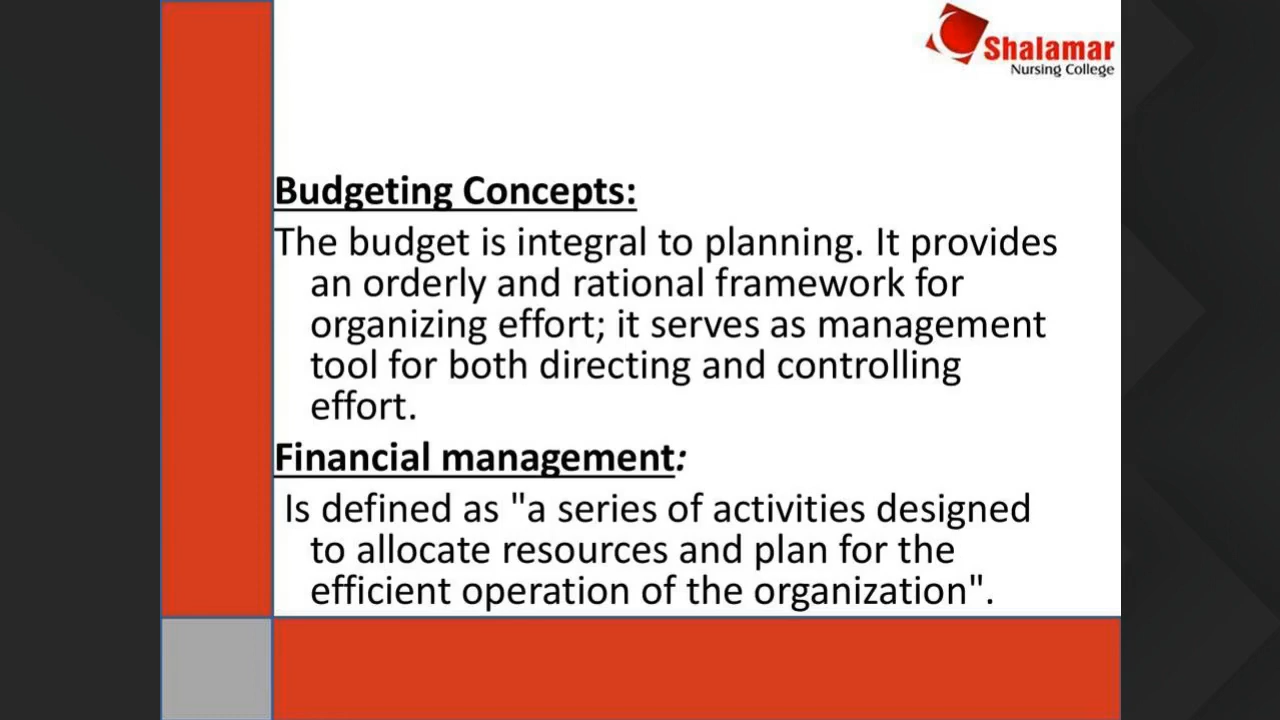 Shalamar
Nursing College
Budgeting Concepts:
The budget is integral to planning. It provides
an orderly and rational framework for
organizing effort; it serves as management
tool for both directing and controlling
effort.
Financial management:
Is defined as "a series of activities designed
to allocate resources and plan for the
efficient operation of the organization".